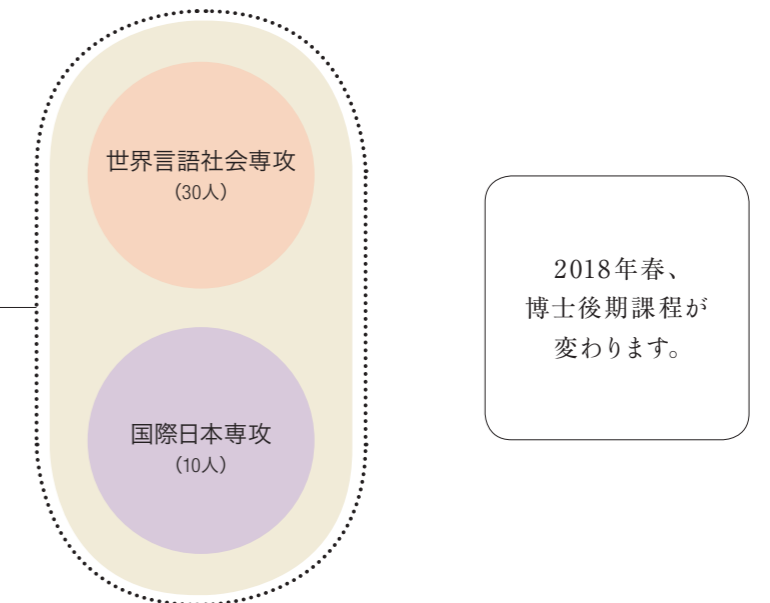 世界言語社会専攻
（30人）
国際日本専攻
（10人）
2018年春、
博士後期課程が
変わります。